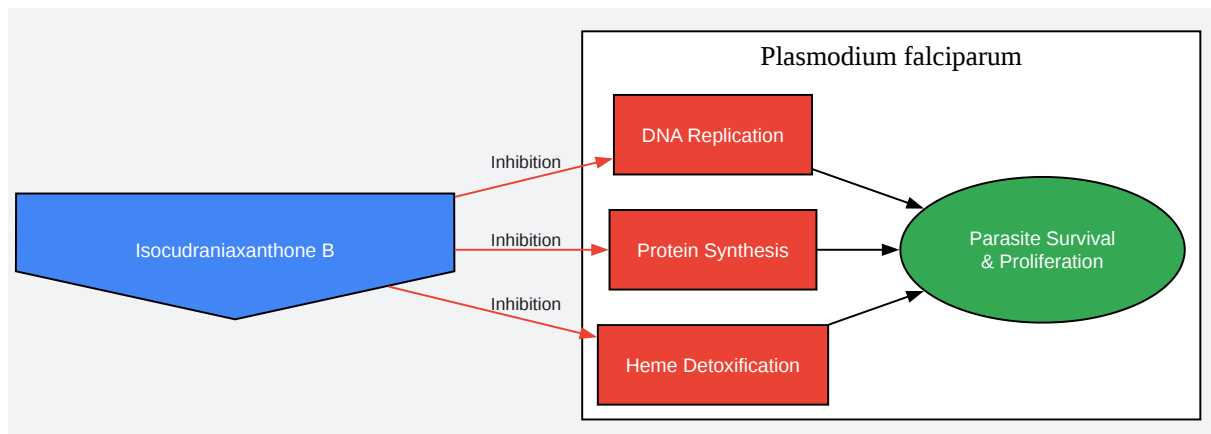 Plasmodium falciparum
DNA Replication
Inhibition
Isocudraniaxanthone B
Inhibition
Protein Synthesis
Parasite Survival
& Proliferation
Inhibition
Heme Detoxification